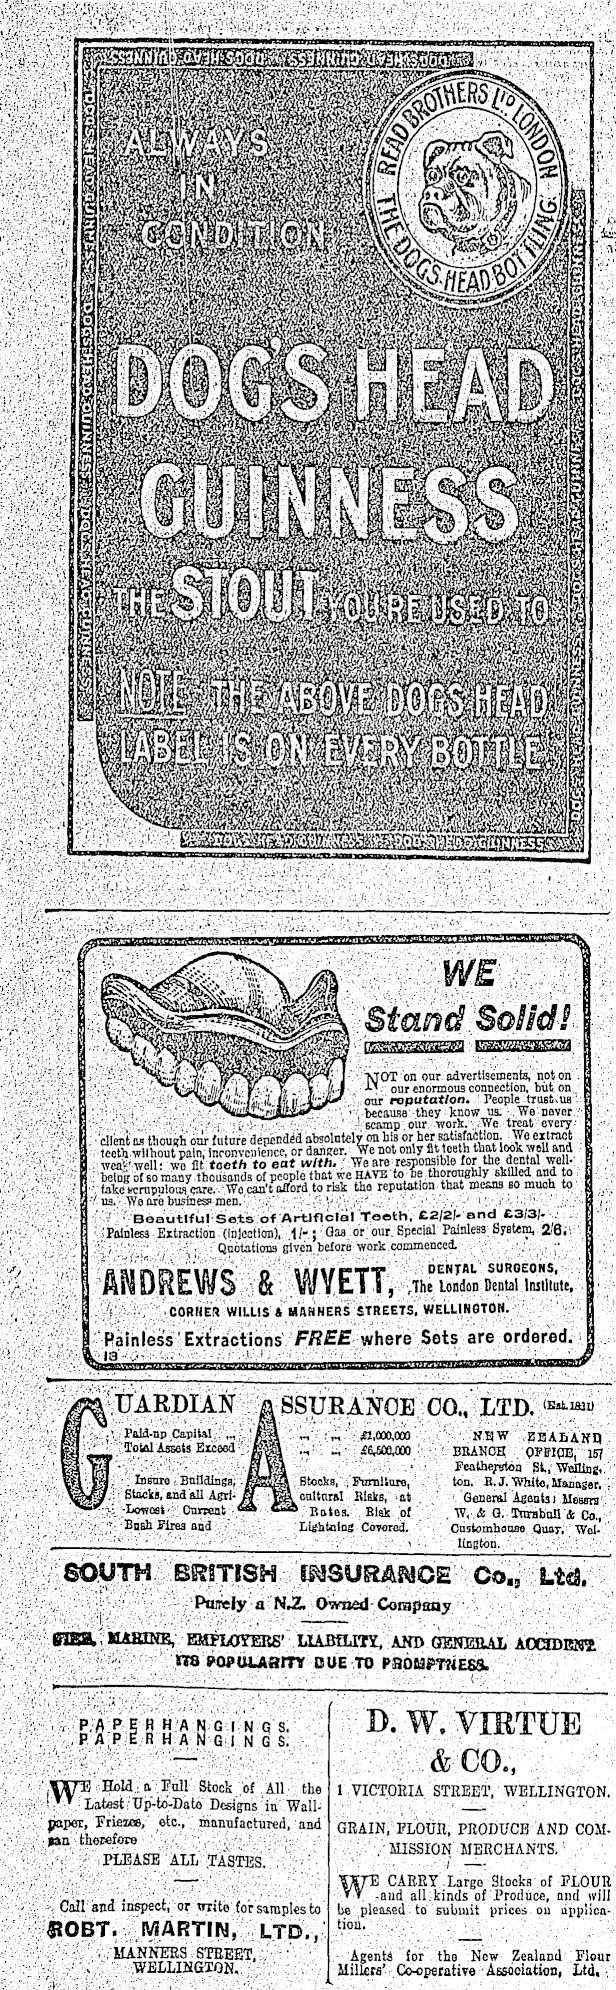 DOG'S HEAD GUINNESS DOG'S HEAD GUINNESS
READ BROTHERS LTD LONDON
THE DOG'S HEAD BOTTLING
ALWAYS
IN
CONDITION
DOG'S HEAD
GUINNESS
THE STOUT YOU'RE USED TO
NOTE THE ABOVE DOGS HEAD
LABEL IS ON EVERY BOTTLE.
DOG'S HEAD GUINNESS DOG'S HEAD GUINNESS
WE
Stand Solid!
NOT on our advertisements, not on
our enormous connection, but on
our reputation. People trust us
because they know us. We never
scamp our work. We treat every
client as though our future depended absolutely on his or her satisfaction. We extract
teeth without pain, inconvenience, or danger. We not only fit teeth that look well and
wear well: we fit teeth to eat with. We are responsible for the dental well-
being of so many thousands of people that we HAVE to be thoroughly skilled and to
take scrupulous care. We can't afford to risk the reputation that means so much to
us. We are business men.
Beautiful Sets of Artificial Teeth, £2/2/- and £3/3/-
Painless Extraction (injection), 1/-; Gas or our Special Painless System, 2/6.
Quotations given before work commenced.
ANDREWS & WYETT, DENTAL SURGEONS,
The London Dental Institute,
CORNER WILLIS & MANNERS STREETS, WELLINGTON.
Painless Extractions FREE where Sets are ordered.
13
GUARDIAN ASSURANCE CO., LTD. (Est. 1821)
Paid-up Capital ... ... ... £1,000,000
Total Assets Exceed ... ... £6,500,000
Insure Buildings, Stocks, Furniture,
Stacks, and all Agricultural Risks, at
Lowest Current Rates. Risk of
Bush Fires and Lightning Covered.
NEW ZEALAND
BRANCH OFFICE, 157
Featherston St., Welling-
ton. R. J. White, Manager.
General Agents: Messrs
W. & G. Turnbull & Co.,
Customhouse Quay, Wel-
lington.
SOUTH BRITISH INSURANCE Co., Ltd.
Purely a N.Z. Owned Company
FIRE, MARINE, EMPLOYERS' LIABILITY, AND GENERAL ACCIDENT.
ITS POPULARITY DUE TO PROMPTNESS.
PAPERHANGINGS.
PAPERHANGINGS.
WE Hold a Full Stock of All the
Latest Up-to-Date Designs in Wall-
paper, Friezes, etc., manufactured, and
can therefore
PLEASE ALL TASTES.
Call and inspect, or write for samples to
ROBT. MARTIN, LTD.,
MANNERS STREET,
WELLINGTON.
D. W. VIRTUE
& CO.,
1 VICTORIA STREET, WELLINGTON.
GRAIN, FLOUR, PRODUCE AND COM-
MISSION MERCHANTS.
WE CARRY Large Stocks of FLOUR
and all kinds of Produce, and will
be pleased to submit prices on applica-
tion.
Agents for the New Zealand Flour
Millers' Co-operative Association, Ltd.